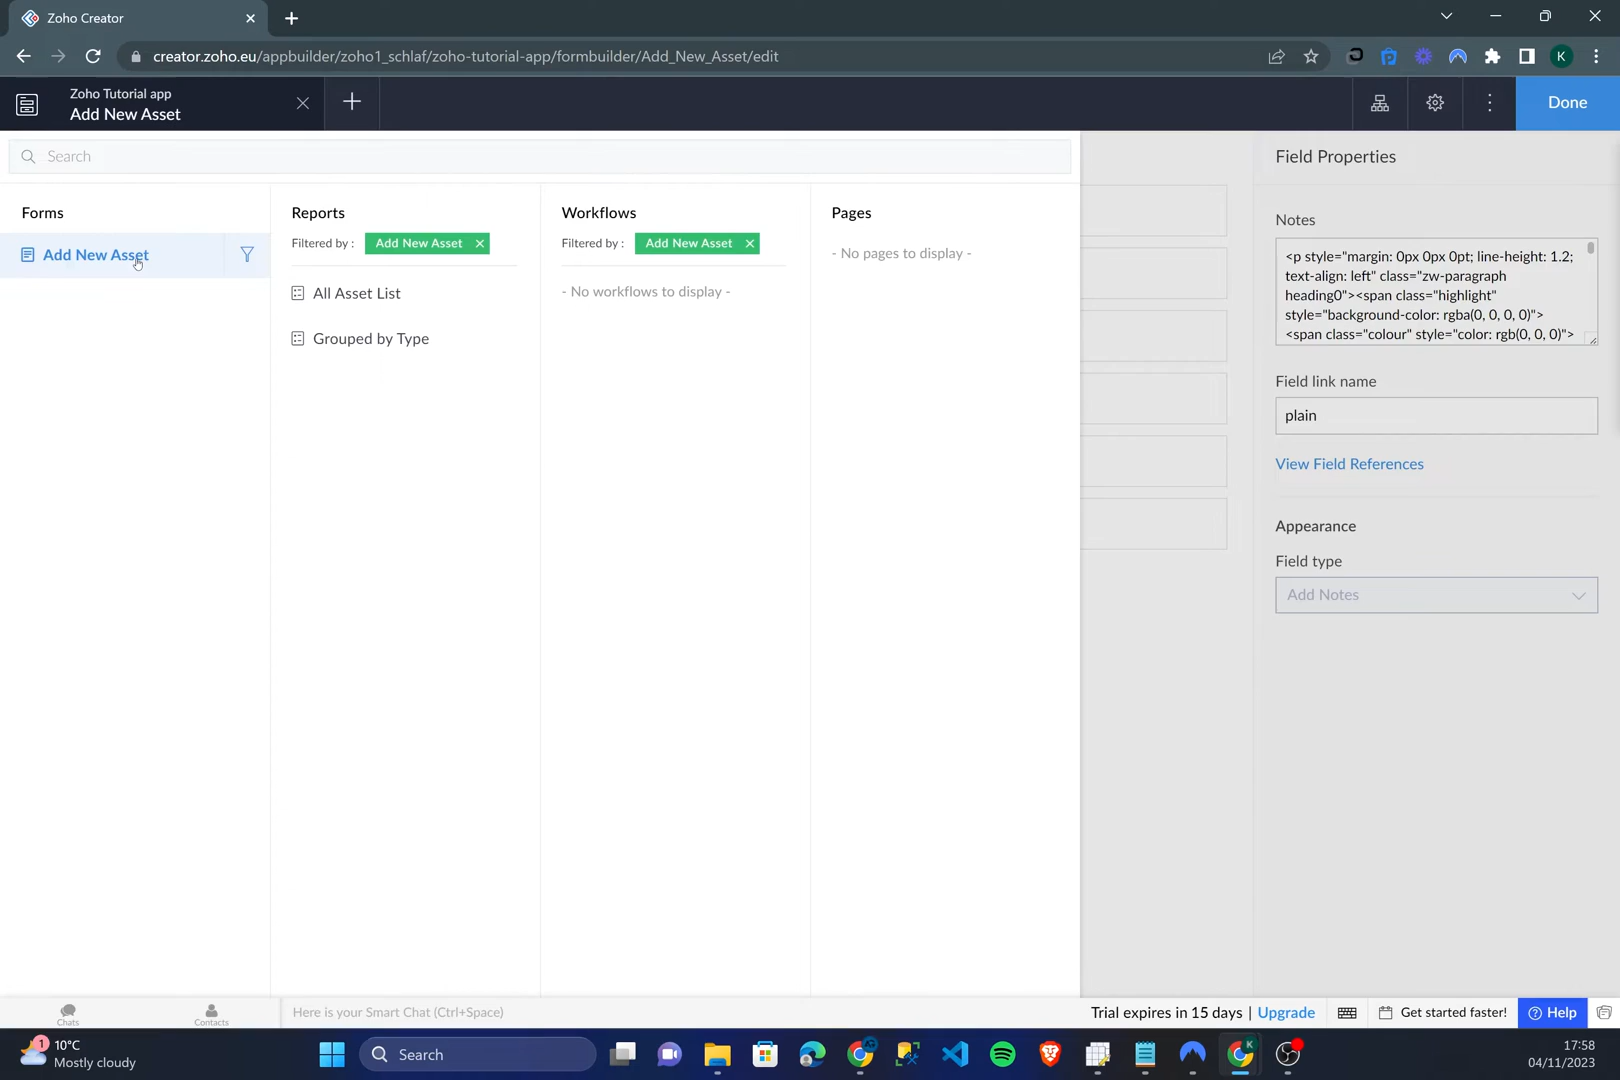 Zoho Creator
creator.zoho.eu/appbuilder/zoho1_schlaf/zoho-tutorial-app/formbuilder/Add_New_Asset/edit
K
Zoho Tutorial app
Add New Asset
Done
Search
Forms
Add New Asset
Reports
Filtered by : Add New Asset
All Asset List
Grouped by Type
Workflows
Filtered by : Add New Asset
- No workflows to display -
Pages
- No pages to display -
Field Properties
Notes
<p style="margin: 0px 0px 0pt; line-height: 1.2;
text-align: left" class="zw-paragraph
heading0"><span class="highlight"
style="background-color: rgba(0, 0, 0, 0)">
<span class="colour" style="color: rgb(0, 0, 0)">
Field link name
plain
View Field References
Appearance
Field type
Add Notes
Chats
Contacts
Here is your Smart Chat (Ctrl+Space)
Trial expires in 15 days | Upgrade
Get started faster!
Help
1
10°C
Mostly cloudy
Search
K
17:58
04/11/2023